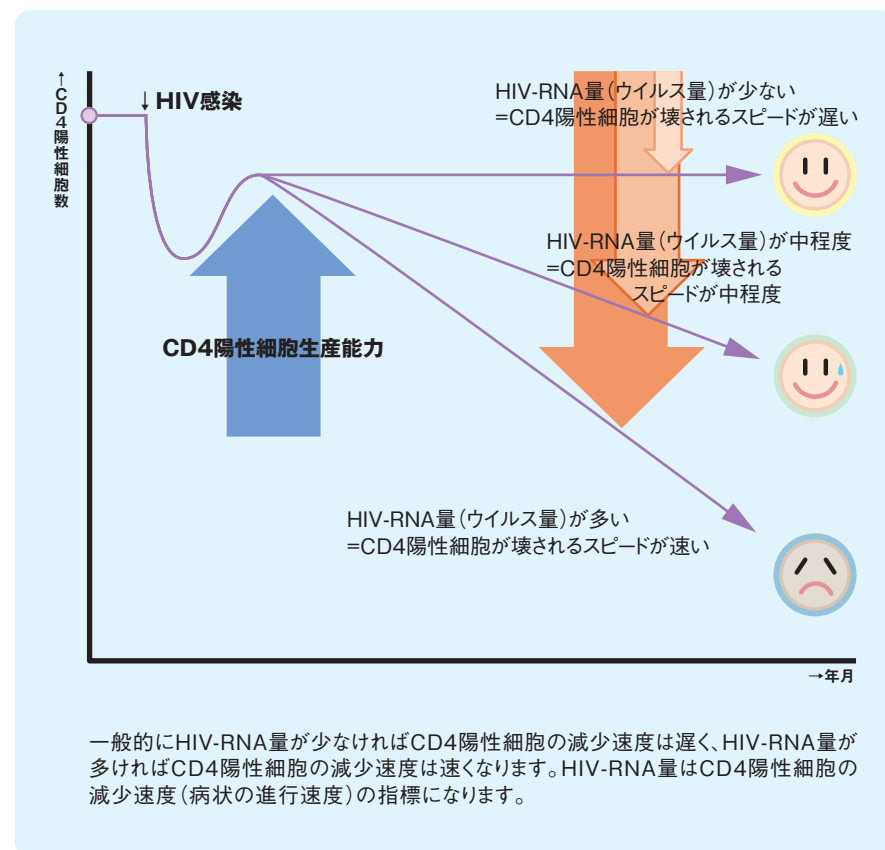 ↑CD4陽性細胞数
↓HIV感染
HIV-RNA量（ウイルス量）が少ない
=CD4陽性細胞が壊されるスピードが遅い
HIV-RNA量（ウイルス量）が中程度
=CD4陽性細胞が壊される
スピードが中程度
CD4陽性細胞生産能力
HIV-RNA量（ウイルス量）が多い
=CD4陽性細胞が壊されるスピードが速い
→年月
一般的にHIV-RNA量が少なければCD4陽性細胞の減少速度は遅く、HIV-RNA量が
多ければCD4陽性細胞の減少速度は速くなります。HIV-RNA量はCD4陽性細胞の
減少速度（病状の進行速度）の指標になります。